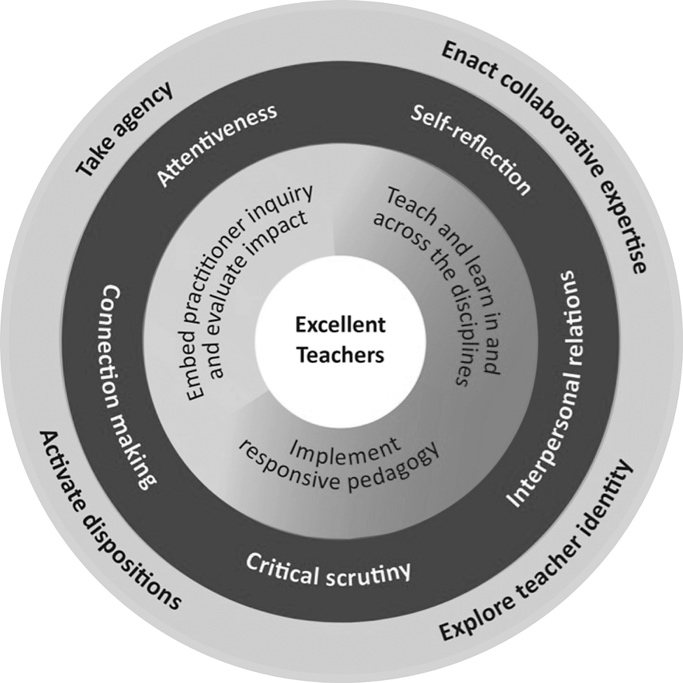 Take agency
Enact collaborative expertise
Attentiveness
Self-reflection
Embed practitioner inquiry
and evaluate impact
Teach and learn in and
across the disciplines
Excellent
Teachers
Connection making
Interpersonal relations
Implement
responsive pedagogy
Critical scrutiny
Activate dispositions
Explore teacher identity